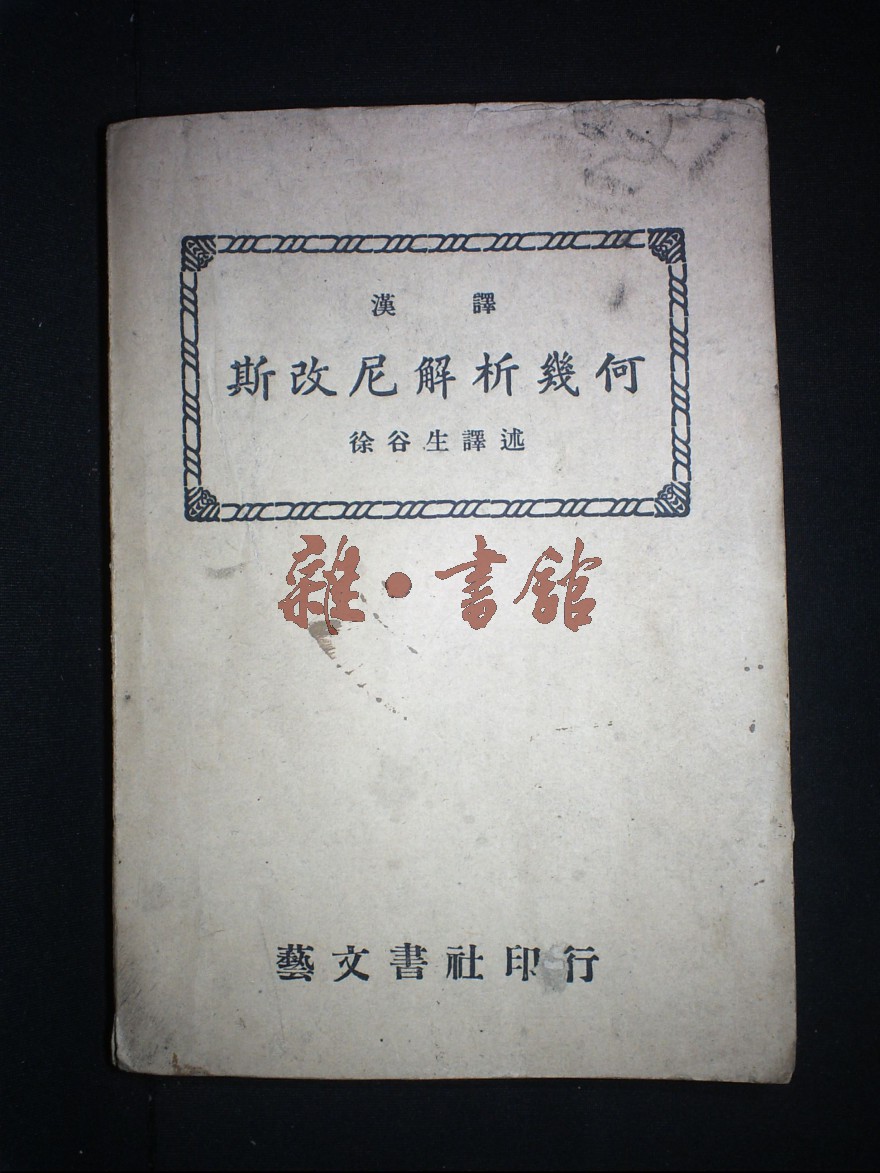 漢譯
斯改尼解析幾何
徐谷生譯述
雜·書館
藝文書社印行